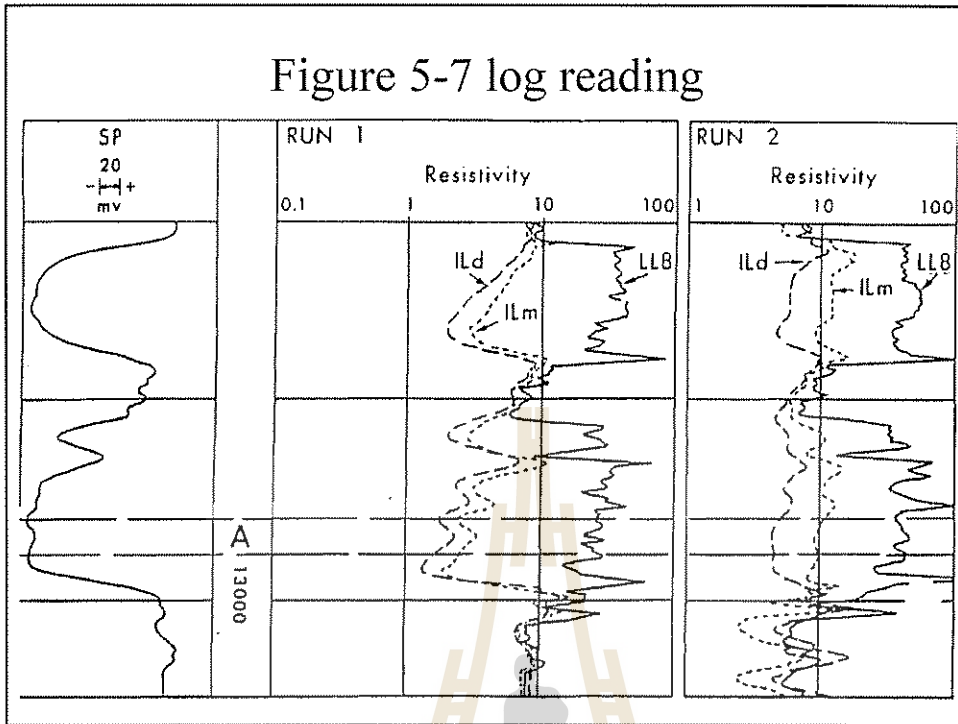 Figure 5-7 log reading
SP
20
- +
mv
RUN 1
Resistivity
0.1 1 10 100
ILd
LL8
ILm
RUN 2
Resistivity
1 10 100
ILd
LL8
ILm
A
13000